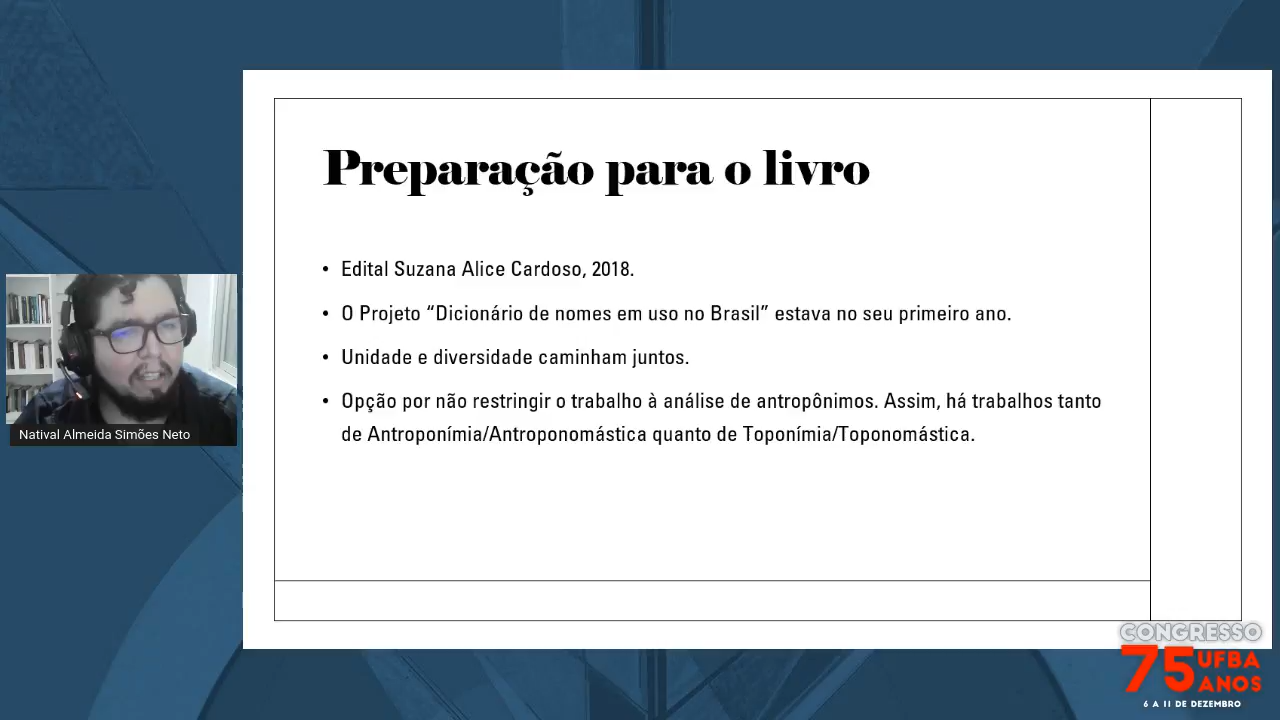 Preparação para o livro
• Edital Suzana Alice Cardoso, 2018.
• O Projeto “Dicionário de nomes em uso no Brasil” estava no seu primeiro ano.
• Unidade e diversidade caminham juntos.
• Opção por não restringir o trabalho à análise de antropônimos. Assim, há trabalhos tanto
de Antroponímia/Antroponomástica quanto de Toponímia/Toponomástica.
Natival Almeida Simões Neto
CONGRESSO
75 UFBA
ANOS
6 A 11 DE DEZEMBRO